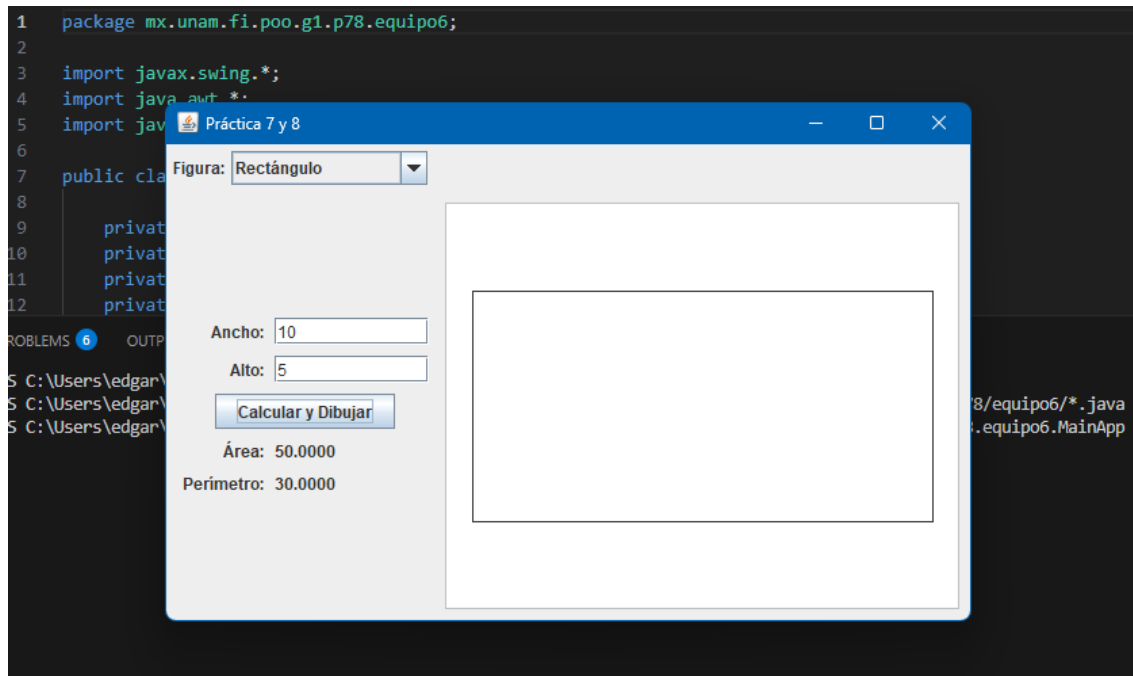 1 package mx.unam.fi.poo.g1.p78.equipo6;
2
3 import javax.swing.*;
4 import java.awt.*;
5 import jav
Práctica 7 y 8
6
7 public cla
Figura: Rectángulo
8
9 privat
10 privat
11 privat
12 privat
Ancho: 10
ROBLEMS 6 OUTP
Alto: 5
S C:\Users\edgar\
S C:\Users\edgar\ 78/equipo6/*.java
Calcular y Dibujar
S C:\Users\edgar\ .equipo6.MainApp
Área: 50.0000
Perímetro: 30.0000